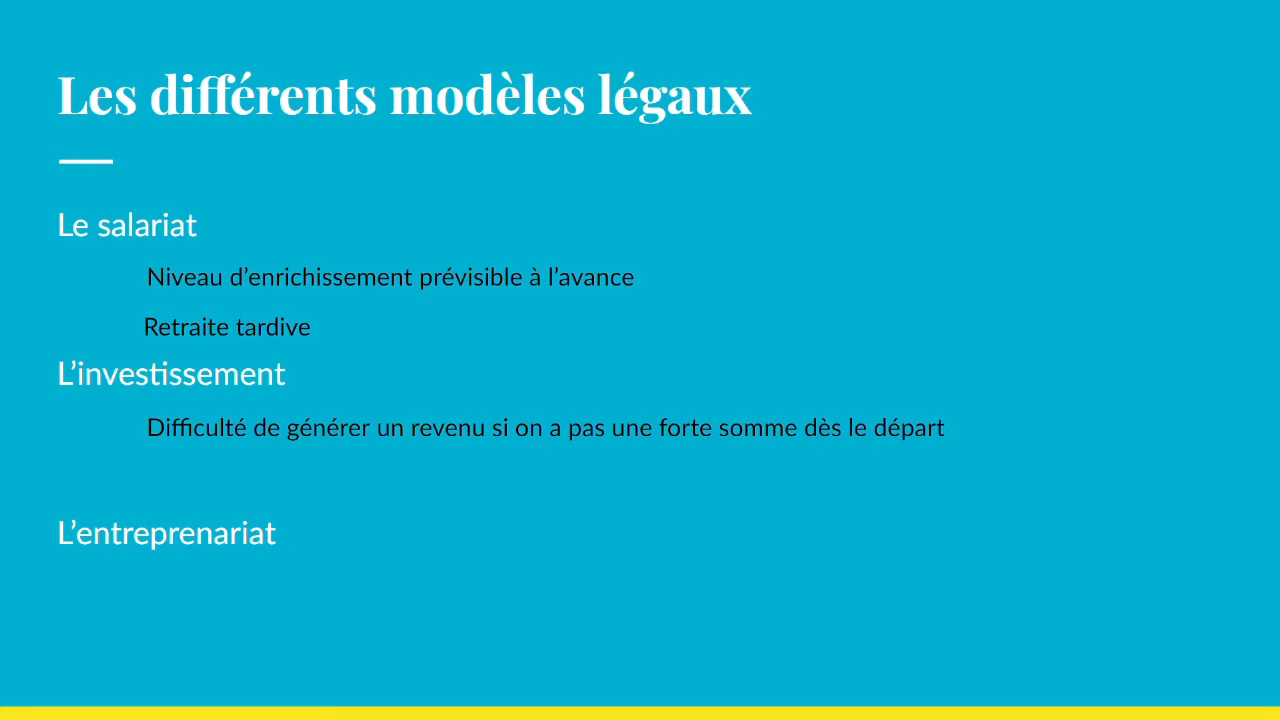 Les différents modèles légaux
Le salariat
Niveau d’enrichissement prévisible à l’avance
Retraite tardive
L’investissement
Difficulté de générer un revenu si on a pas une forte somme dès le départ
L’entreprenariat